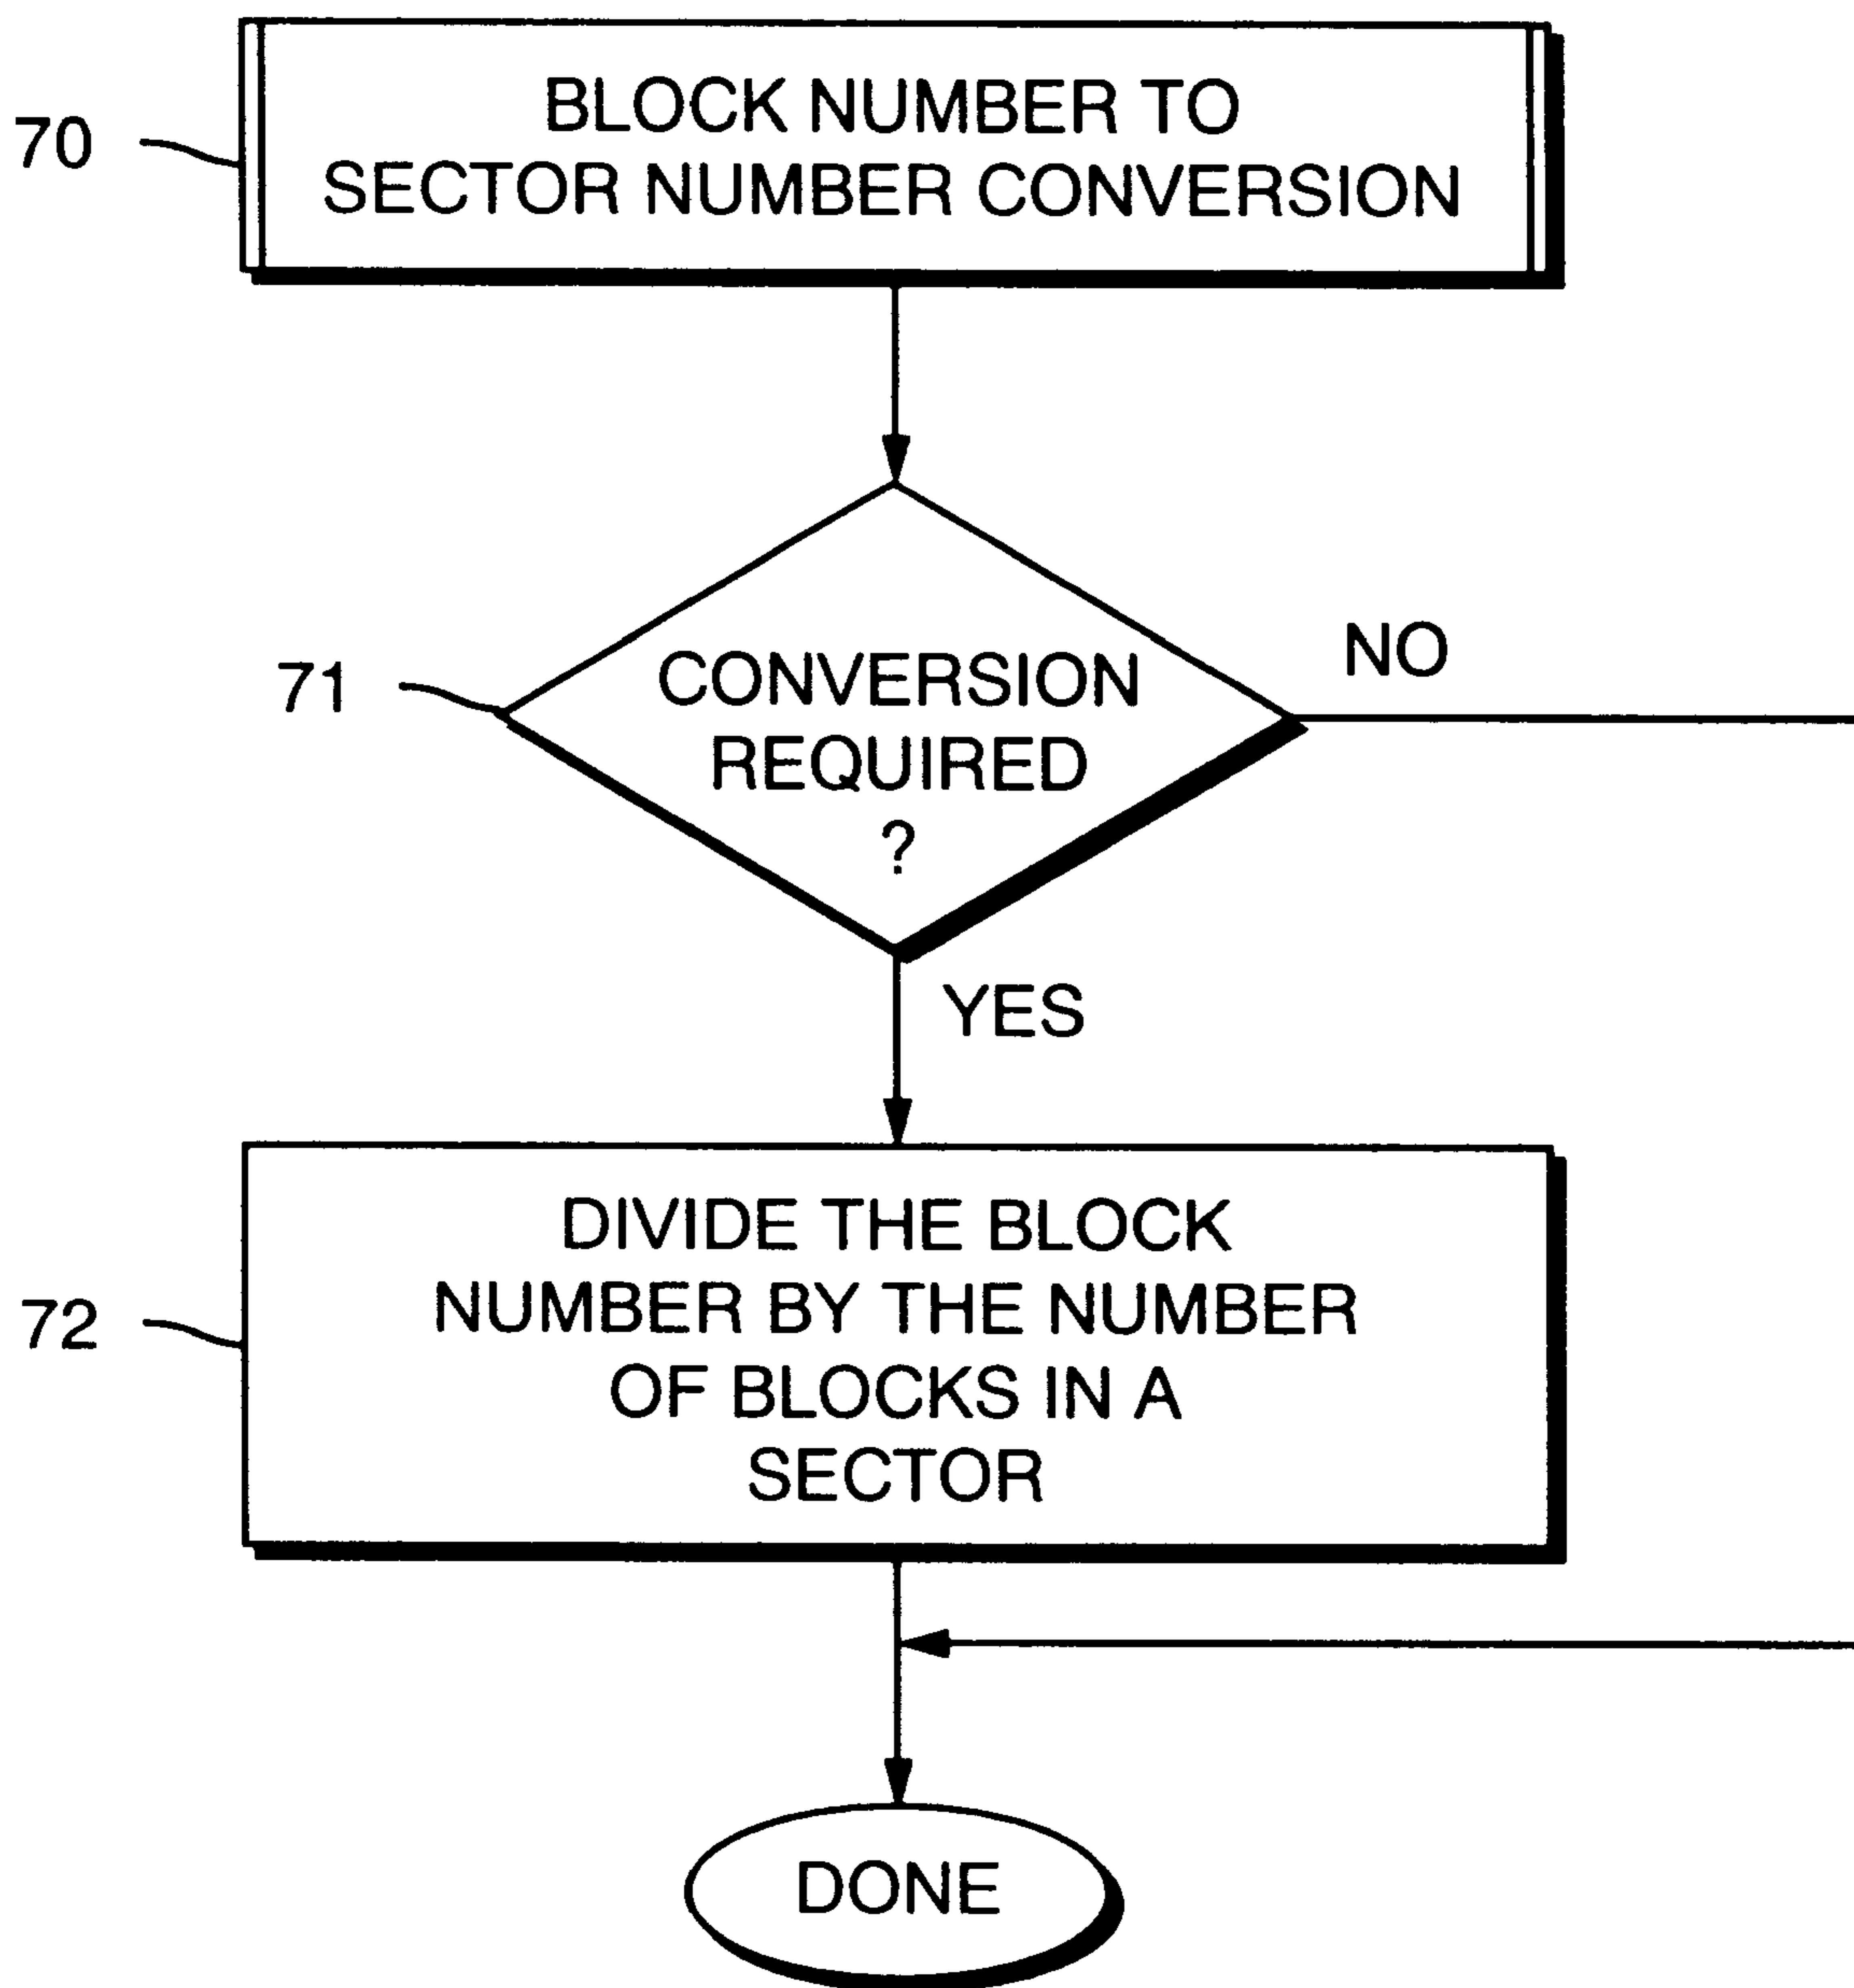 70
BLOCK NUMBER TO
SECTOR NUMBER CONVERSION
71
CONVERSION
REQUIRED
?
NO
YES
72
DIVIDE THE BLOCK
NUMBER BY THE NUMBER
OF BLOCKS IN A
SECTOR
DONE